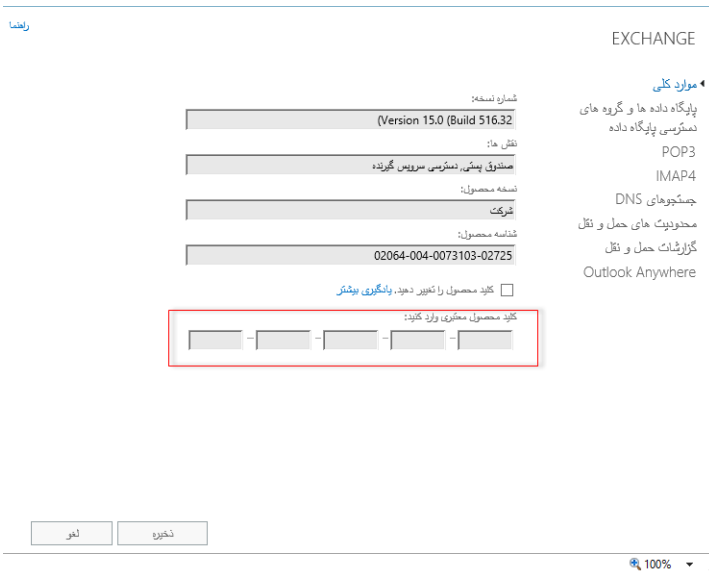 راهنما
EXCHANGE
موارد کلی
پایگاه داده ها و گروه های
دسترسی پایگاه داده
POP3
IMAP4
جستجوهای DNS
محدودیت های حمل و نقل
گزارشات حمل و نقل
Outlook Anywhere
شماره نسخه:
(Version 15.0 (Build 516.32
نقش ها:
صندوق پستی, دسترسی سرویس گیرنده
نسخه محصول:
شرکت
شناسه محصول:
02064-004-0073103-02725
کلید محصول را تغییر دهید. یادگیری بیشتر
کلید محصول معتبری وارد کنید:
– – – –
ذخیره
لغو
100%